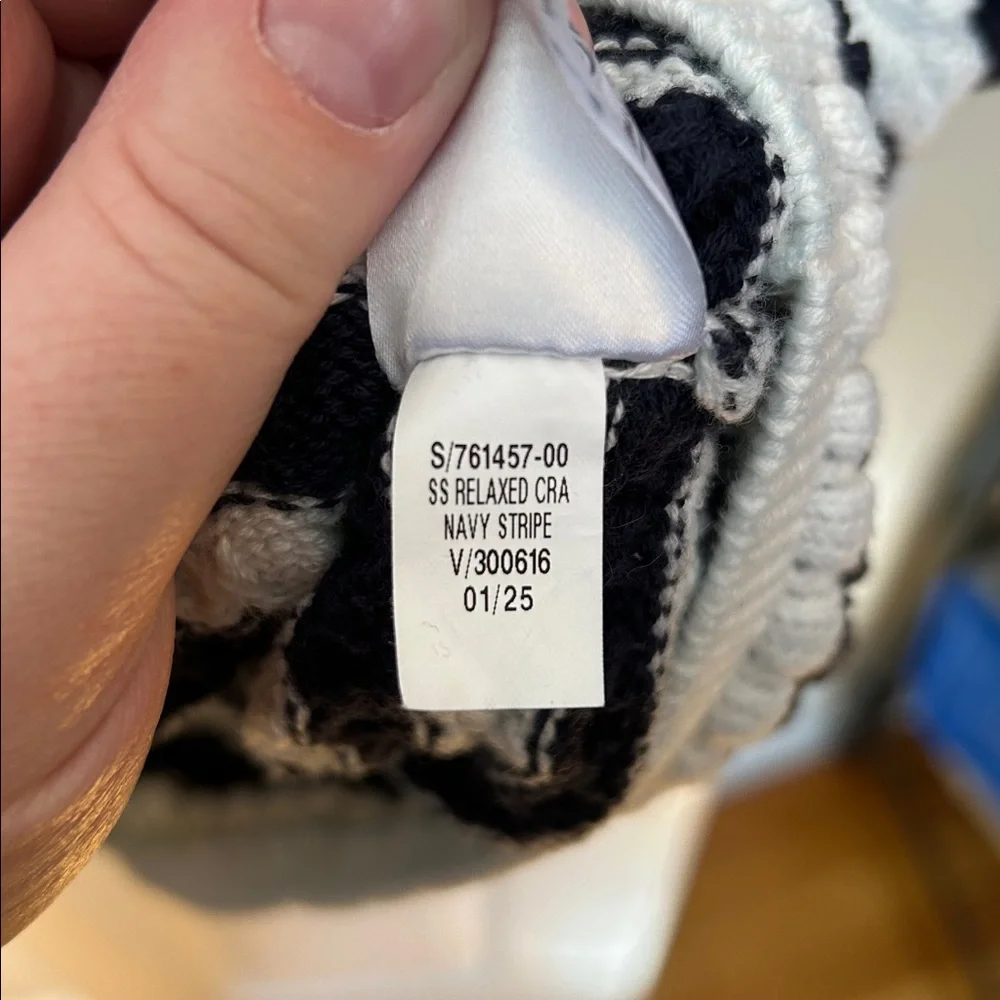 S/761457-00
SS RELAXED CRA
NAVY STRIPE
V/300616
01/25